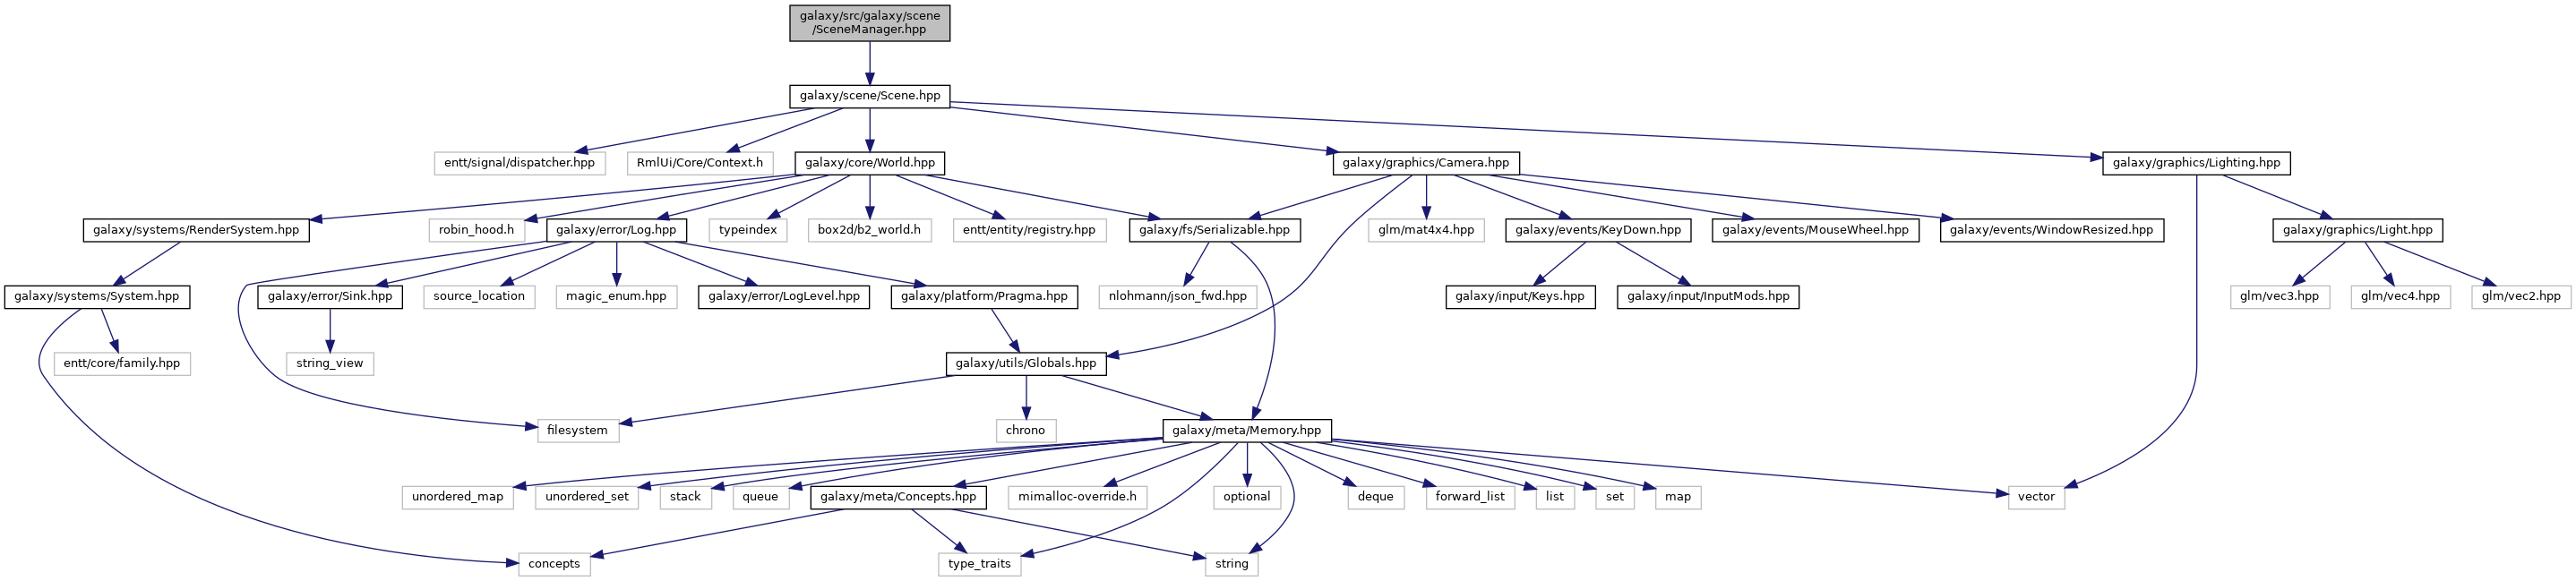 galaxy/src/galaxy/scene
/SceneManager.hpp
galaxy/scene/Scene.hpp
entt/signal/dispatcher.hpp
RmlUi/Core/Context.h
galaxy/core/World.hpp
galaxy/graphics/Camera.hpp
galaxy/graphics/Lighting.hpp
galaxy/systems/RenderSystem.hpp
robin_hood.h
galaxy/error/Log.hpp
typeindex
box2d/b2_world.h
entt/entity/registry.hpp
galaxy/fs/Serializable.hpp
glm/mat4x4.hpp
galaxy/events/KeyDown.hpp
galaxy/events/MouseWheel.hpp
galaxy/events/WindowResized.hpp
galaxy/graphics/Light.hpp
galaxy/systems/System.hpp
galaxy/error/Sink.hpp
source_location
magic_enum.hpp
galaxy/error/LogLevel.hpp
galaxy/platform/Pragma.hpp
nlohmann/json_fwd.hpp
galaxy/input/Keys.hpp
galaxy/input/InputMods.hpp
glm/vec3.hpp
glm/vec4.hpp
glm/vec2.hpp
entt/core/family.hpp
string_view
galaxy/utils/Globals.hpp
filesystem
chrono
galaxy/meta/Memory.hpp
unordered_map
unordered_set
stack
queue
galaxy/meta/Concepts.hpp
mimalloc-override.h
optional
deque
forward_list
list
set
map
vector
concepts
type_traits
string